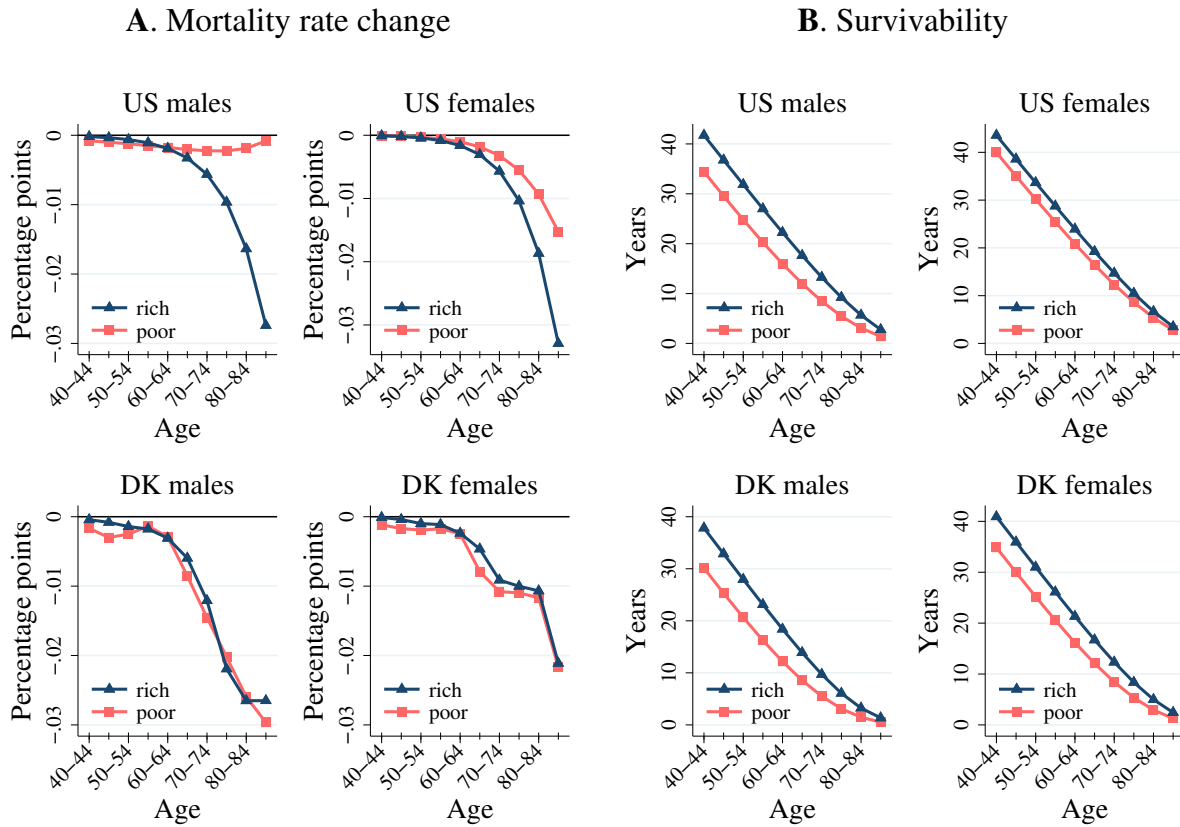 A. Mortality rate change
B. Survivability
US males
Percentage points
0
−.01
−.02
−.03
rich
poor
40−44
50−54
60−64
70−74
80−84
Age
US females
Percentage points
0
−.01
−.02
−.03
rich
poor
40−44
50−54
60−64
70−74
80−84
Age
US males
Years
40
30
20
10
0
rich
poor
40−44
50−54
60−64
70−74
80−84
Age
US females
Years
40
30
20
10
0
rich
poor
40−44
50−54
60−64
70−74
80−84
Age
DK males
Percentage points
0
−.01
−.02
−.03
rich
poor
40−44
50−54
60−64
70−74
80−84
Age
DK females
Percentage points
0
−.01
−.02
−.03
rich
poor
40−44
50−54
60−64
70−74
80−84
Age
DK males
Years
40
30
20
10
0
rich
poor
40−44
50−54
60−64
70−74
80−84
Age
DK females
Years
40
30
20
10
0
rich
poor
40−44
50−54
60−64
70−74
80−84
Age